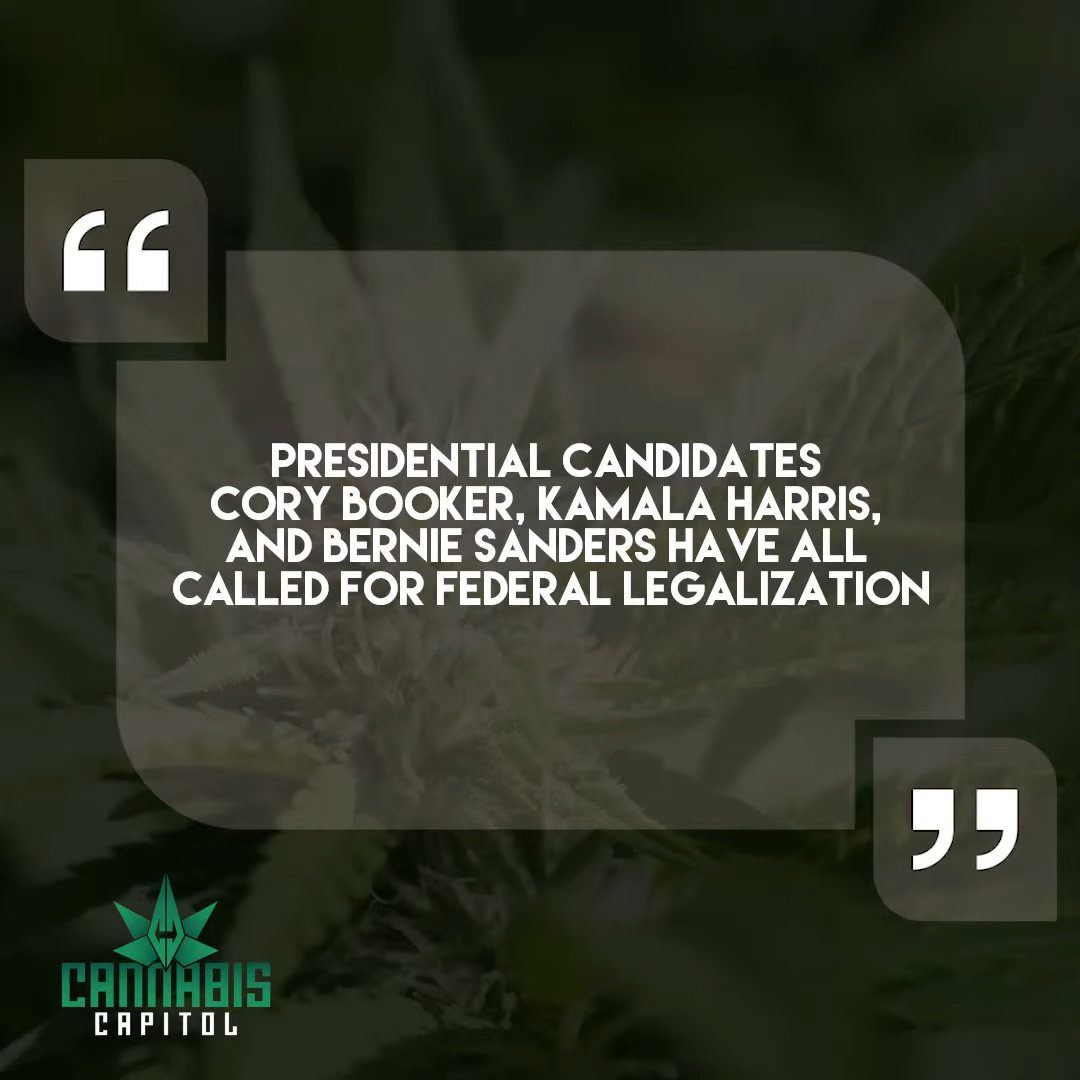 “
PRESIDENTIAL CANDIDATES
CORY BOOKER, KAMALA HARRIS,
AND BERNIE SANDERS HAVE ALL
CALLED FOR FEDERAL LEGALIZATION
”
CANNABIS
CAPITOL